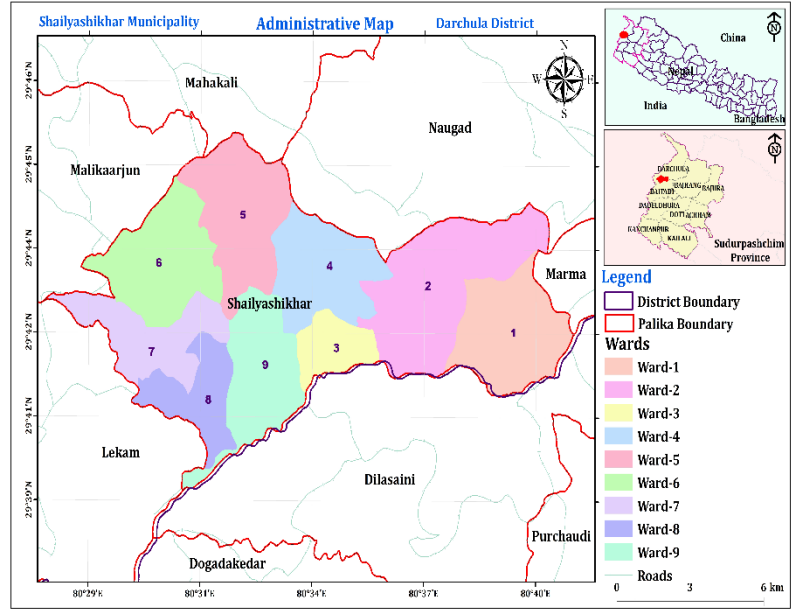 Shailyashikhar Municipality Administrative Map Darchula District
29°46'N
29°45'N
29°44'N
29°42'N
29°41'N
29°39'N
Mahakali
Naugad
Malikaarjun
N
W E
S
5
6
4
2
Marma
Shailyashikhar
1
7
3
9
8
Lekam
Dilasaini
Purchaudi
Dogadakedar
80°29'E 80°31'E 80°34'E 80°37'E 80°40'E
China
N
Nepal
India
Bangladesh
N
DARCHULA
BAJHANG
BAJURA
BAITADI
DADELDHURA
DOTI
ACHHAM
KANCHANPUR
KAILALI
Sudurpashchim
Province
Legend
District Boundary
Palika Boundary
Wards
Ward-1
Ward-2
Ward-3
Ward-4
Ward-5
Ward-6
Ward-7
Ward-8
Ward-9
Roads
0 3 6 km